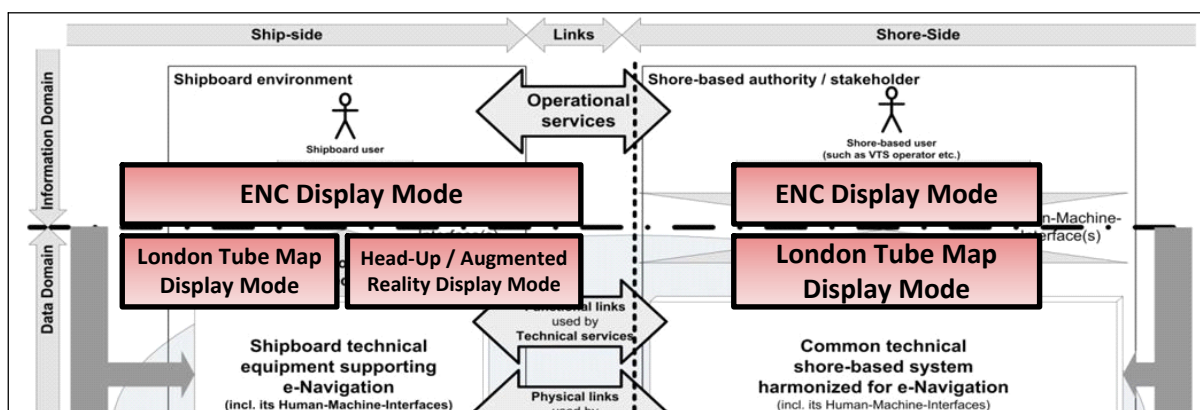 Ship-side
Links
Shore-Side
Information Domain
Data Domain
Shipboard environment
Shipboard user
Operational
services
Shore-based authority / stakeholder
Shore-based user
(such as VTS operator etc.)
ENC Display Mode
ENC Display Mode
London Tube Map
Display Mode
Head-Up / Augmented
Reality Display Mode
London Tube Map
Display Mode
used by
Technical services
Physical links
Shipboard technical
equipment supporting
e-Navigation
(incl. its Human-Machine-Interfaces)
Common technical
shore-based system
harmonized for e-Navigation
(incl. its Human-Machine-Interfaces)